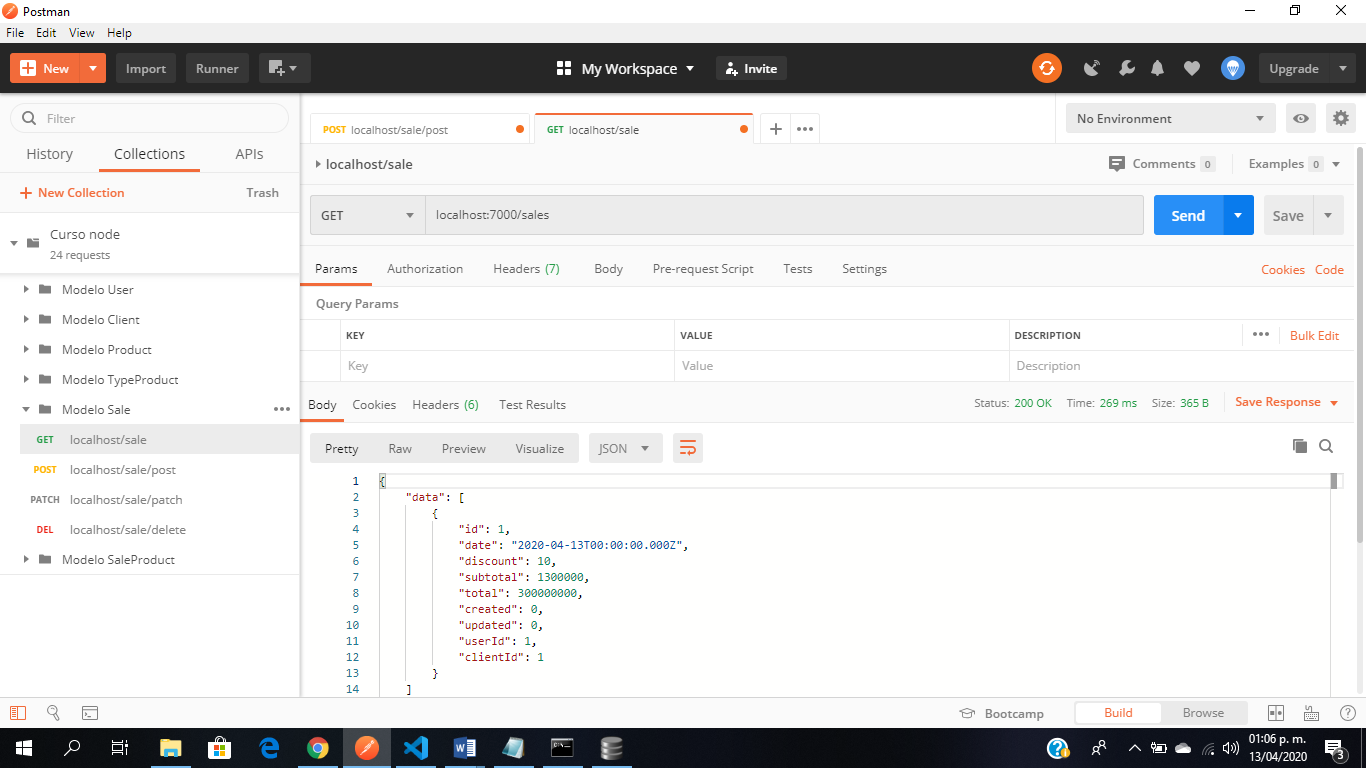 Postman
File Edit View Help
New Import Runner My Workspace Invite Upgrade
Filter
History Collections APIs
New Collection Trash
Curso node
24 requests
Modelo User
Modelo Client
Modelo Product
Modelo TypeProduct
Modelo Sale
GET localhost/sale
POST localhost/sale/post
PATCH localhost/sale/patch
DEL localhost/sale/delete
Modelo SaleProduct
POST localhost/sale/post GET localhost/sale No Environment
localhost/sale Comments 0 Examples 0
GET localhost:7000/sales Send Save
Params Authorization Headers (7) Body Pre-request Script Tests Settings Cookies Code
Query Params
KEY VALUE DESCRIPTION Bulk Edit
Key Value Description
Body Cookies Headers (6) Test Results Status: 200 OK Time: 269 ms Size: 365 B Save Response
Pretty Raw Preview Visualize JSON
1 {
2 "data": [
3 {
4 "id": 1,
5 "date": "2020-04-13T00:00:00.000Z",
6 "discount": 10,
7 "subtotal": 1300000,
8 "total": 300000000,
9 "created": 0,
10 "updated": 0,
11 "userId": 1,
12 "clientId": 1
13 }
14 ]
Bootcamp Build Browse
01:06 p. m.
13/04/2020
3